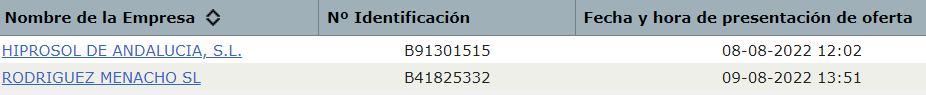 Nombre de la Empresa Nº Identificación Fecha y hora de presentación de oferta
HIPROSOL DE ANDALUCIA, S.L. B91301515 08-08-2022 12:02
RODRIGUEZ MENACHO SL B41825332 09-08-2022 13:51